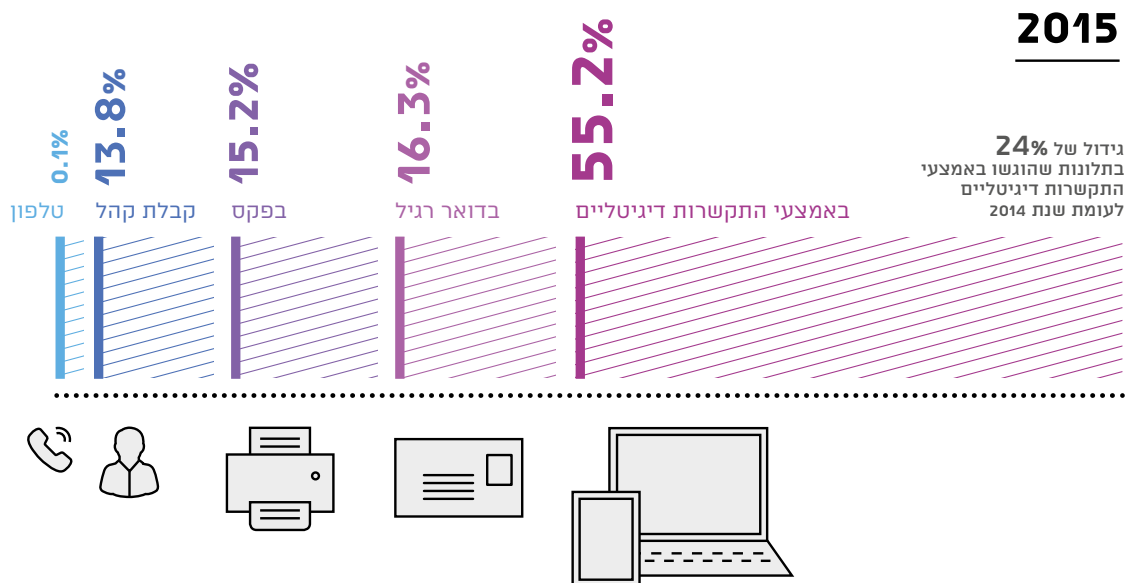 2015
גידול של 24%
בתלונות שהוגשו באמצעי
התקשרות דיגיטליים
לעומת שנת 2014
55.2%
באמצעי התקשרות דיגיטליים
16.3%
בדואר רגיל
15.2%
בפקס
13.8%
קבלת קהל
0.1%
טלפון